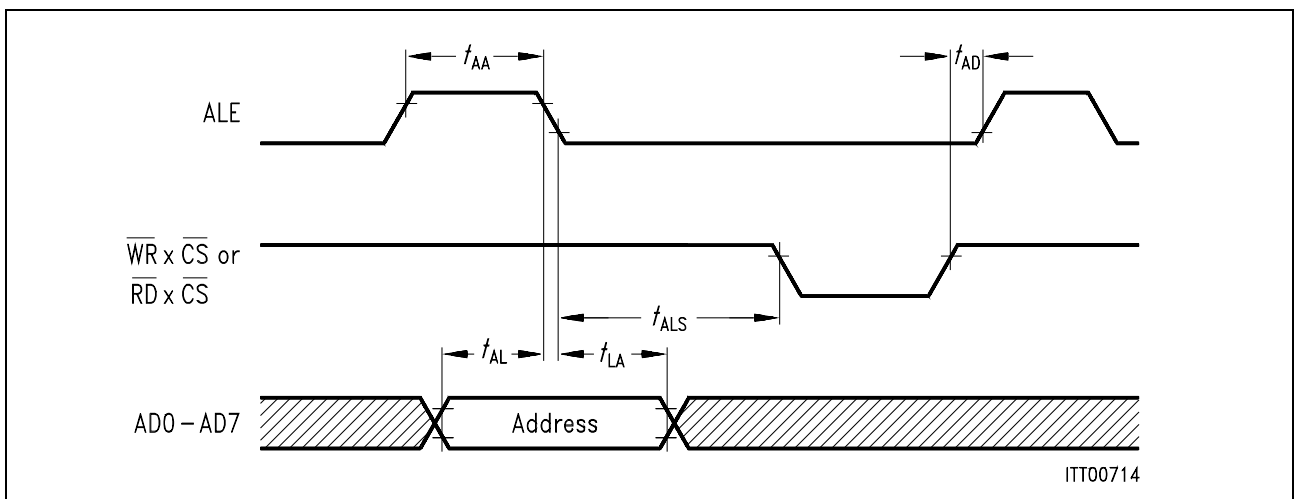 tAA
tAD
ALE
WR x CS or
RD x CS
tALS
tAL
tLA
AD0 – AD7
Address
ITT00714